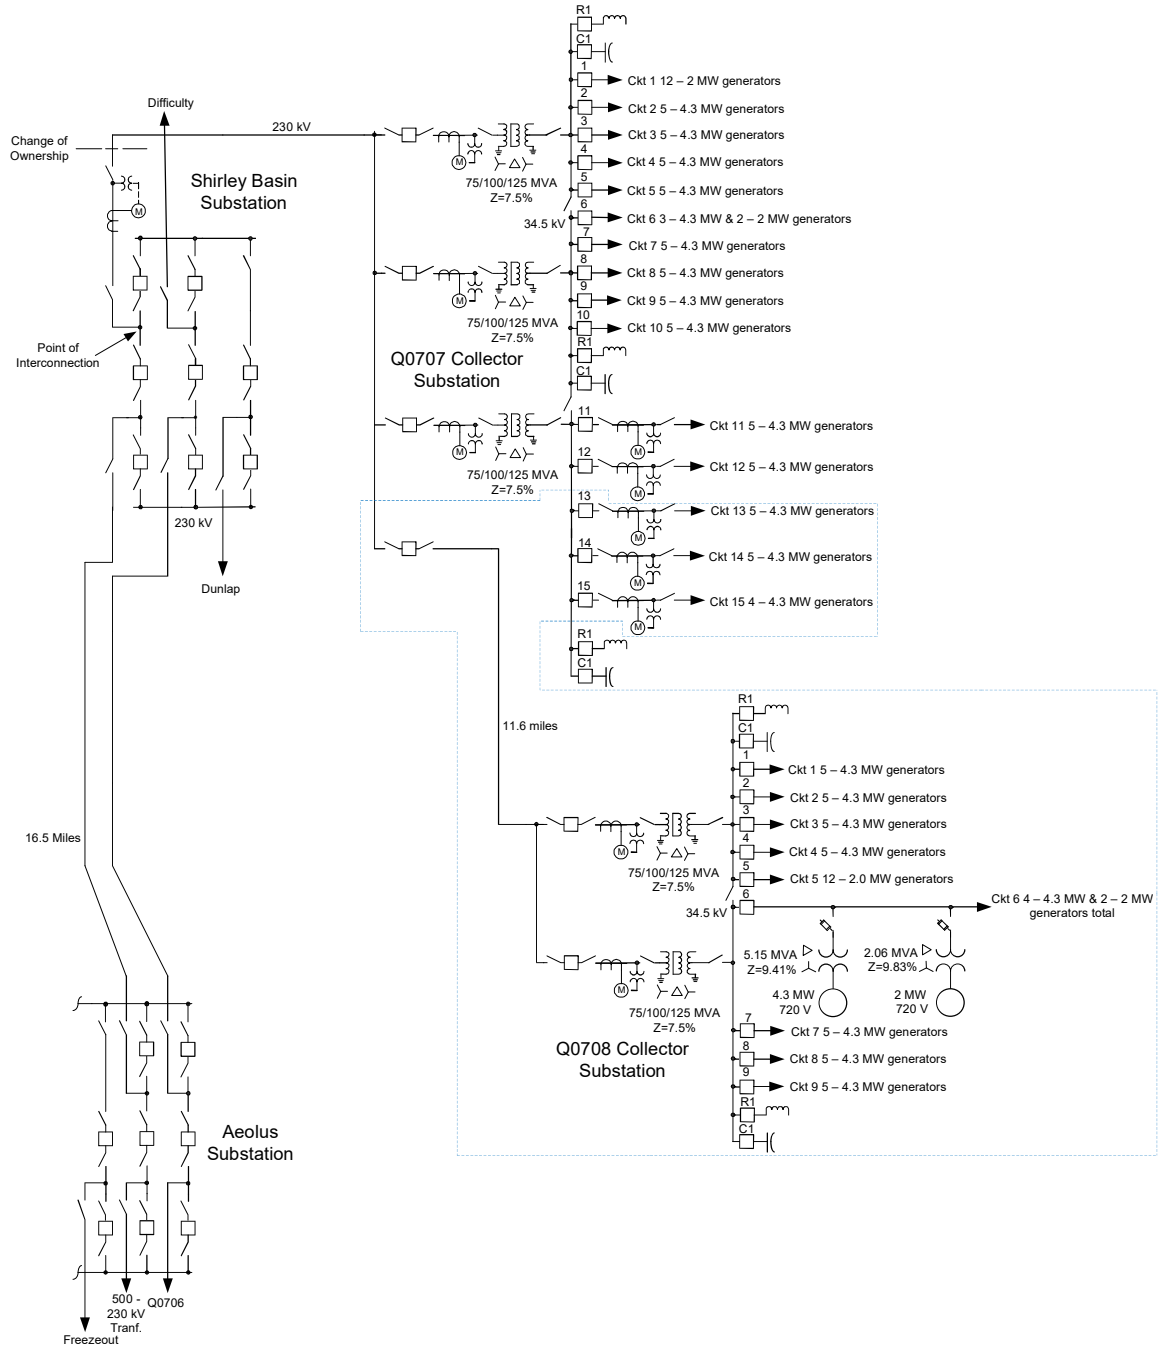 R1
C1
1
Ckt 1 12 – 2 MW generators
2
Ckt 2 5 – 4.3 MW generators
3
Ckt 3 5 – 4.3 MW generators
4
Ckt 4 5 – 4.3 MW generators
5
Ckt 5 5 – 4.3 MW generators
6
Ckt 6 3 – 4.3 MW & 2 – 2 MW generators
7
Ckt 7 5 – 4.3 MW generators
8
Ckt 8 5 – 4.3 MW generators
9
Ckt 9 5 – 4.3 MW generators
10
Ckt 10 5 – 4.3 MW generators
R1
C1
34.5 kV
Difficulty
230 kV
Change of
Ownership
M
Shirley Basin
Substation
Point of
Interconnection
230 kV
Dunlap
M
75/100/125 MVA
Z=7.5%
M
75/100/125 MVA
Z=7.5%
Q0707 Collector
Substation
M
75/100/125 MVA
Z=7.5%
11
M
Ckt 11 5 – 4.3 MW generators
12
M
Ckt 12 5 – 4.3 MW generators
13
M
Ckt 13 5 – 4.3 MW generators
14
M
Ckt 14 5 – 4.3 MW generators
15
M
Ckt 15 4 – 4.3 MW generators
R1
C1
11.6 miles
16.5 Miles
R1
C1
1
Ckt 1 5 – 4.3 MW generators
2
Ckt 2 5 – 4.3 MW generators
3
Ckt 3 5 – 4.3 MW generators
4
Ckt 4 5 – 4.3 MW generators
5
Ckt 5 12 – 2.0 MW generators
6
Ckt 6 4 – 4.3 MW & 2 – 2 MW
generators total
34.5 kV
M
75/100/125 MVA
Z=7.5%
M
75/100/125 MVA
Z=7.5%
5.15 MVA
Z=9.41%
4.3 MW
720 V
2.06 MVA
Z=9.83%
2 MW
720 V
Q0708 Collector
Substation
7
Ckt 7 5 – 4.3 MW generators
8
Ckt 8 5 – 4.3 MW generators
9
Ckt 9 5 – 4.3 MW generators
R1
C1
Aeolus
Substation
500 -
230 kV
Tranf.
Q0706
Freezeout